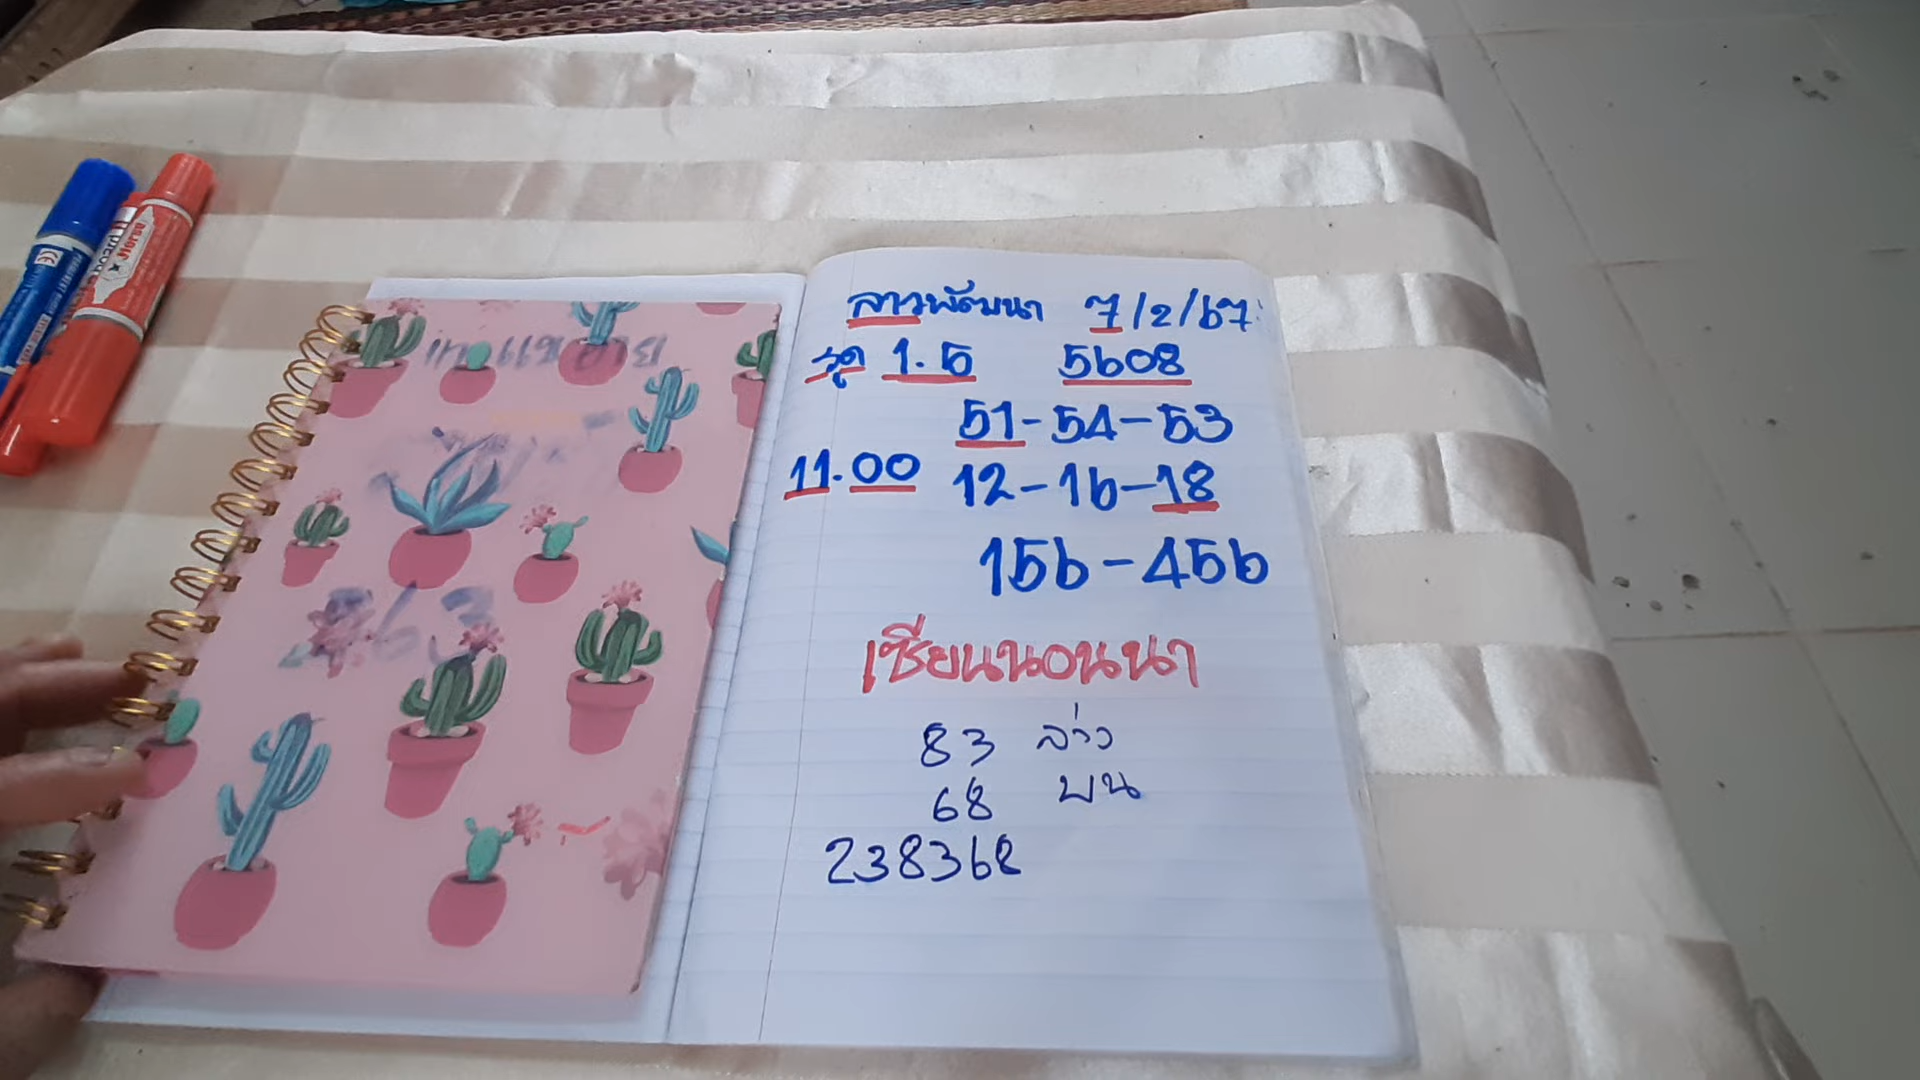 ลาวพัฒนา 7/2/67
รูด 1.5 5608
51-54-53
11.00 12-16-18
156-456
เซียนนอนนา
83 ล่าง
68 บน
238368